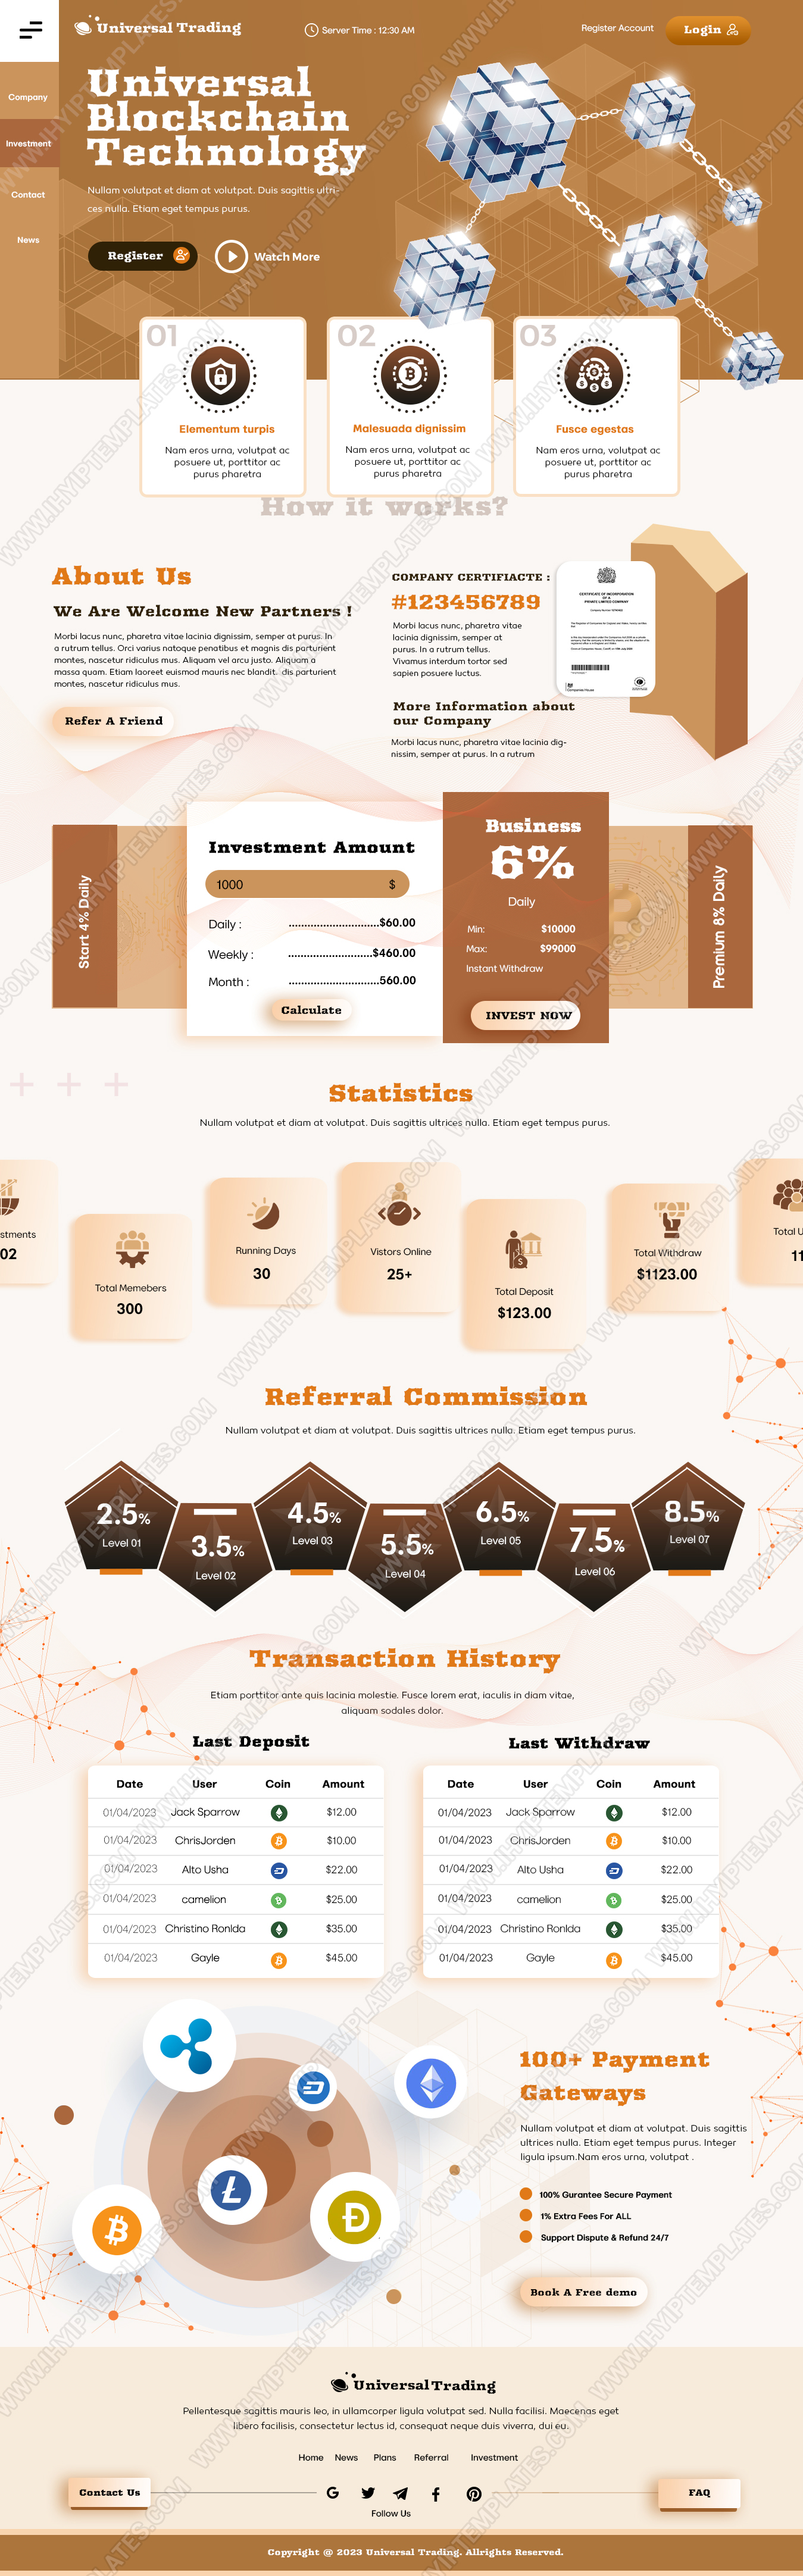 Universal Trading
Server Time : 12:30 AM
Register Account
Login
Company
Investment
Contact
News
Universal
Blockchain
Technology
Nullam volutpat et diam at volutpat. Duis sagittis ultri-
ces nulla. Etiam eget tempus purus.
Register
Watch More
01
Elementum turpis
Nam eros urna, volutpat ac
posuere ut, porttitor ac
purus pharetra
02
Malesuada dignissim
Nam eros urna, volutpat ac
posuere ut, porttitor ac
purus pharetra
03
Fusce egestas
Nam eros urna, volutpat ac
posuere ut, porttitor ac
purus pharetra
How it works?
About Us
We Are Welcome New Partners !
Morbi lacus nunc, pharetra vitae lacinia dignissim, semper at purus. In
a rutrum tellus. Orci varius natoque penatibus et magnis dis parturient
montes, nascetur ridiculus mus. Aliquam vel arcu justo. Aliquam a
massa quam. Etiam laoreet euismod mauris nec blandit. dis parturient
montes, nascetur ridiculus mus.
Refer A Friend
COMPANY CERTIFIACTE :
#123456789
Morbi lacus nunc, pharetra vitae
lacinia dignissim, semper at
purus. In a rutrum tellus.
Vivamus interdum tortor sed
sapien posuere luctus.
CERTIFICATE OF INCORPORATION
OF A
PRIVATE LIMITED COMPANY
Companies House
More Information about
our Company
Morbi lacus nunc, pharetra vitae lacinia dig-
nissim, semper at purus. In a rutrum
Start 4% Daily
Investment Amount
1000 $
Daily : .............................$60.00
Weekly : ...........................$460.00
Month : .............................560.00
Calculate
Business
6%
Daily
Min: $10000
Max: $99000
Instant Withdraw
INVEST NOW
Premium 8% Daily
Statistics
Nullam volutpat et diam at volutpat. Duis sagittis ultrices nulla. Etiam eget tempus purus.
stments
02
Total Memebers
300
Running Days
30
Vistors Online
25+
Total Deposit
$123.00
Total Withdraw
$1123.00
Total U
11
Referral Commission
Nullam volutpat et diam at volutpat. Duis sagittis ultrices nulla. Etiam eget tempus purus.
2.5%
Level 01
3.5%
Level 02
4.5%
Level 03
5.5%
Level 04
6.5%
Level 05
7.5%
Level 06
8.5%
Level 07
Transaction History
Etiam porttitor ante quis lacinia molestie. Fusce lorem erat, iaculis in diam vitae,
aliquam sodales dolor.
Last Deposit
Date User Coin Amount
01/04/2023 Jack Sparrow $12.00
01/04/2023 ChrisJorden $10.00
01/04/2023 Alto Usha $22.00
01/04/2023 camelion $25.00
01/04/2023 Christino Ronlda $35.00
01/04/2023 Gayle $45.00
Last Withdraw
Date User Coin Amount
01/04/2023 Jack Sparrow $12.00
01/04/2023 ChrisJorden $10.00
01/04/2023 Alto Usha $22.00
01/04/2023 camelion $25.00
01/04/2023 Christino Ronlda $35.00
01/04/2023 Gayle $45.00
100+ Payment
Gateways
Nullam volutpat et diam at volutpat. Duis sagittis
ultrices nulla. Etiam eget tempus purus. Integer
ligula ipsum.Nam eros urna, volutpat .
100% Gurantee Secure Payment
1% Extra Fees For ALL
Support Dispute & Refund 24/7
Book A Free demo
Universal Trading
Pellentesque sagittis mauris leo, in ullamcorper ligula volutpat sed. Nulla facilisi. Maecenas eget
libero facilisis, consectetur lectus id, consequat neque duis viverra, dui eu.
Home News Plans Referral Investment
Contact Us
Follow Us
FAQ
Copyright @ 2023 Universal Trading. Allrights Reserved.
WWW.IHYIPTEMPLATES.COM